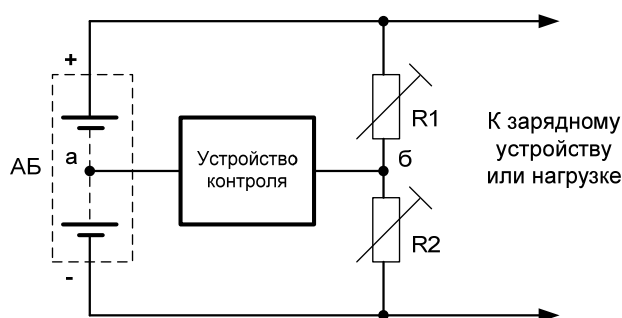 +
АБ
а
-
Устройство
контроля
R1
б
R2
К зарядному
устройству
или нагрузке